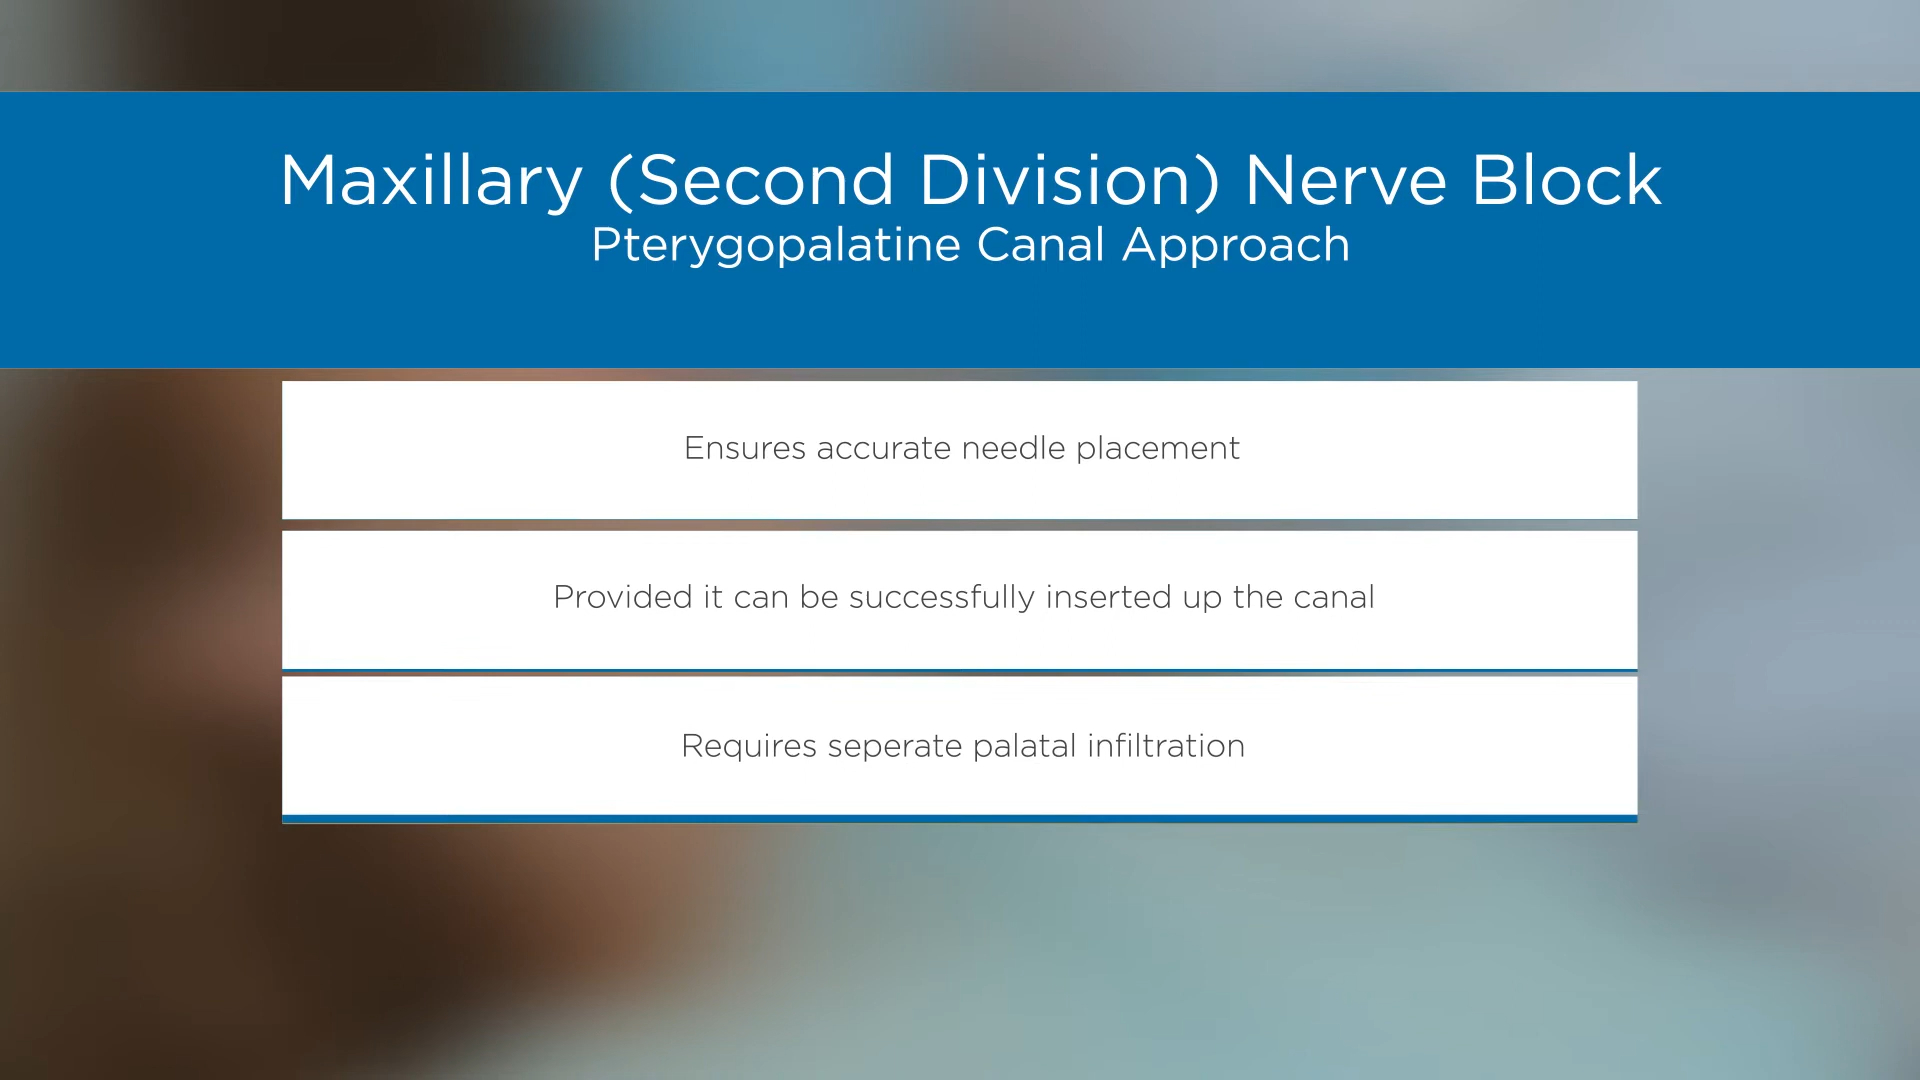 Maxillary (Second Division) Nerve Block
Pterygopalatine Canal Approach
Ensures accurate needle placement
Provided it can be successfully inserted up the canal
Requires seperate palatal infiltration